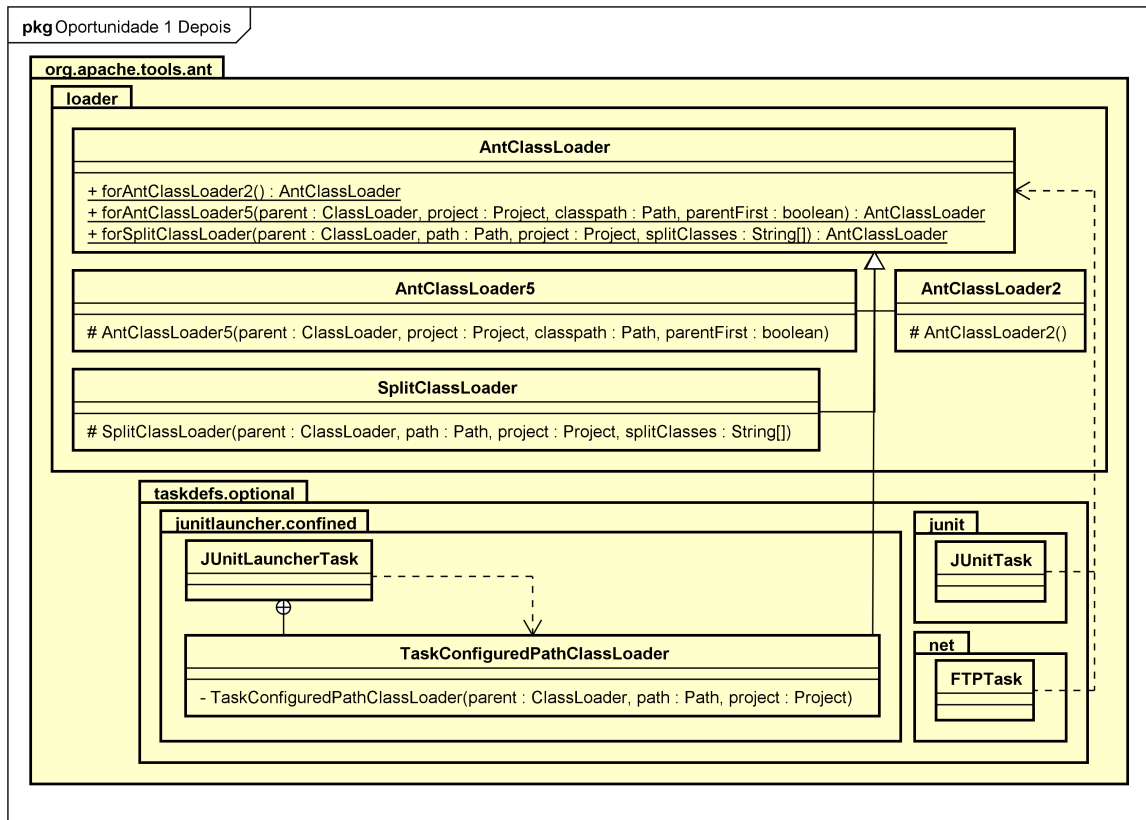 pkg Oportunidade 1 Depois
org.apache.tools.ant
loader
AntClassLoader
+ forAntClassLoader2() : AntClassLoader
+ forAntClassLoader5(parent : ClassLoader, project : Project, classpath : Path, parentFirst : boolean) : AntClassLoader
+ forSplitClassLoader(parent : ClassLoader, path : Path, project : Project, splitClasses : String[]) : AntClassLoader
AntClassLoader5
# AntClassLoader5(parent : ClassLoader, project : Project, classpath : Path, parentFirst : boolean)
AntClassLoader2
# AntClassLoader2()
SplitClassLoader
# SplitClassLoader(parent : ClassLoader, path : Path, project : Project, splitClasses : String[])
taskdefs.optional
junitlauncher.confined
JUnitLauncherTask
TaskConfiguredPathClassLoader
- TaskConfiguredPathClassLoader(parent : ClassLoader, path : Path, project : Project)
junit
JUnitTask
net
FTPTask